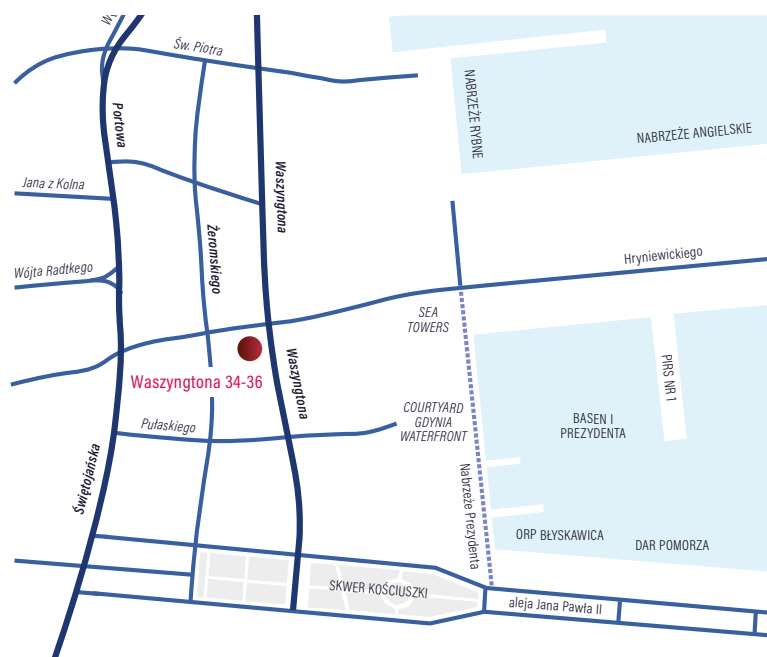 Św. Piotra
NABRZEŻE RYBNE
NABRZEŻE ANGIELSKIE
Portowa
Waszyngtona
Jana z Kolna
Żeromskiego
Hryniewickiego
Wójta Radtkego
SEA
TOWERS
PIRS NR 1
Waszyngtona
Waszyngtona 34-36
COURTYARD
GDYNIA
WATERFRONT
BASEN I
PREZYDENTA
Pułaskiego
Świętojańska
Nabrzeże Prezydenta
ORP BŁYSKAWICA
DAR POMORZA
SKWER KOŚCIUSZKI
aleja Jana Pawła II